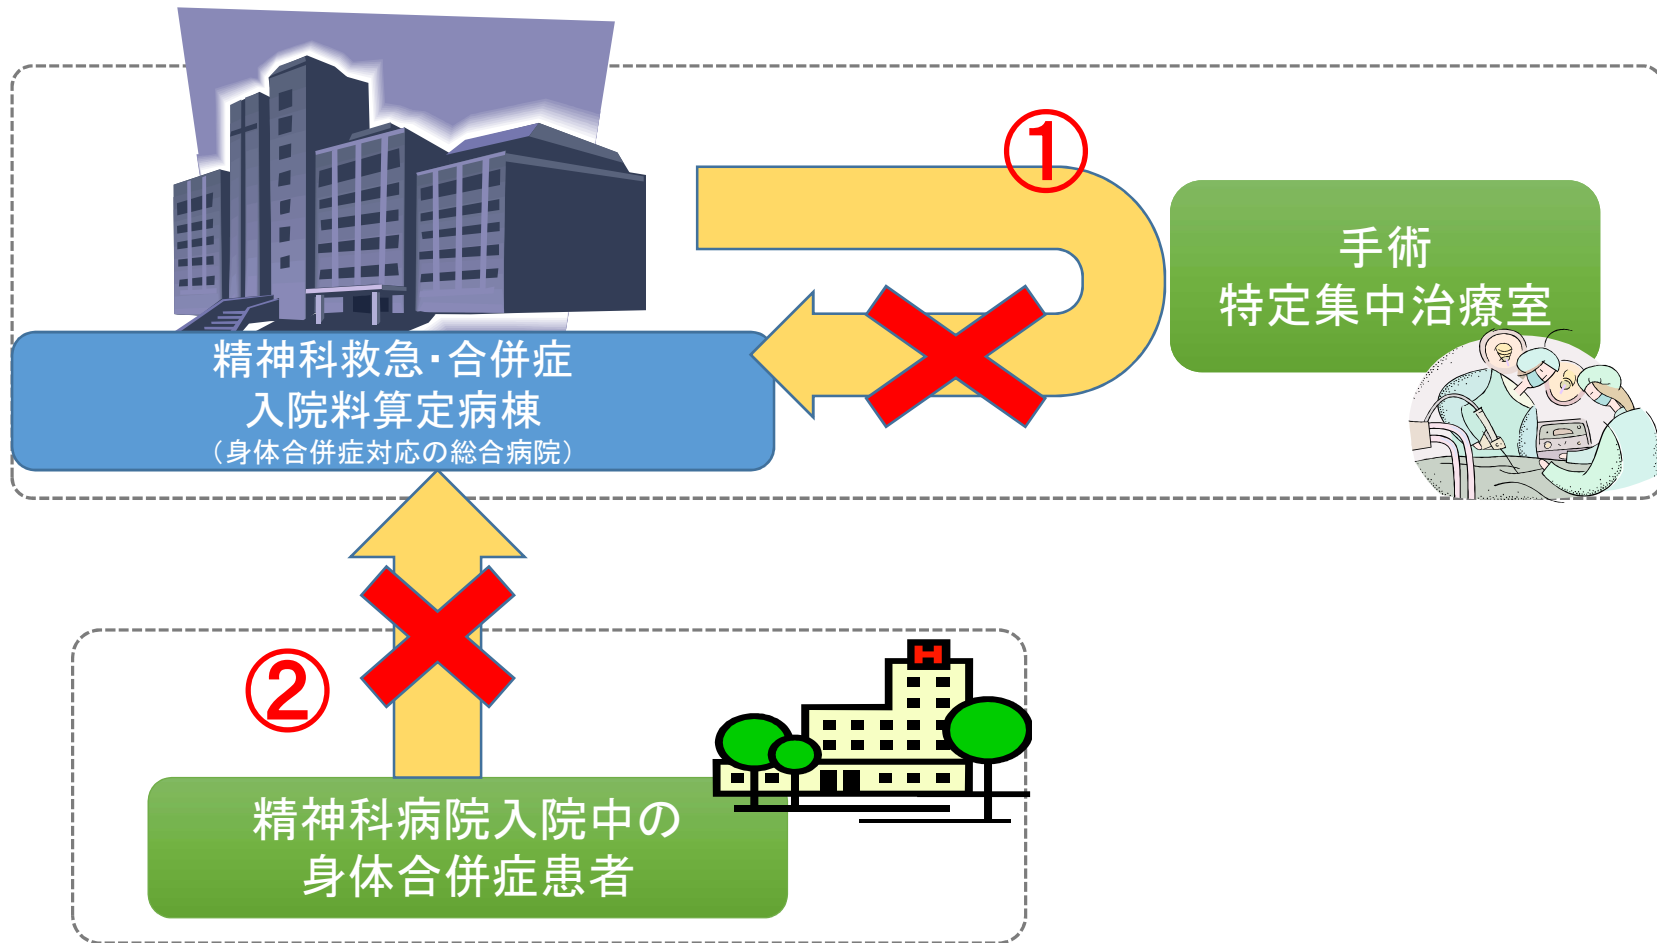 ①
手術
特定集中治療室
精神科救急・合併症
入院料算定病棟
（身体合併症対応の総合病院）
②
H
精神科病院入院中の
身体合併症患者